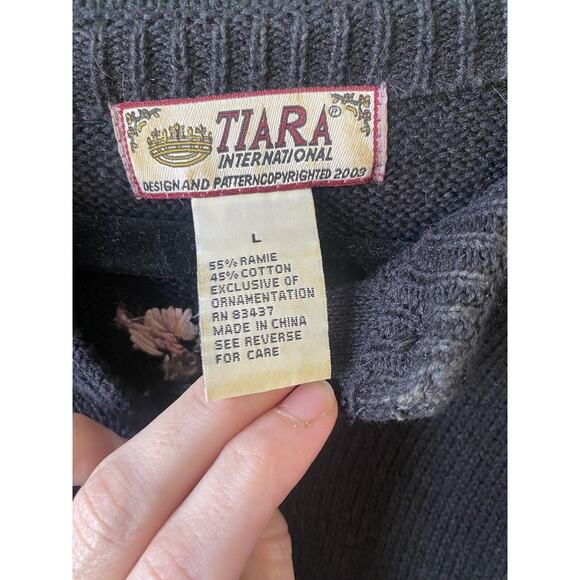 TIARA®
INTERNATIONAL
DESIGN AND PATTERN COPYRIGHTED 2003
L
55% RAMIE
45% COTTON
EXCLUSIVE OF
ORNAMENTATION
RN 83437
MADE IN CHINA
SEE REVERSE
FOR CARE